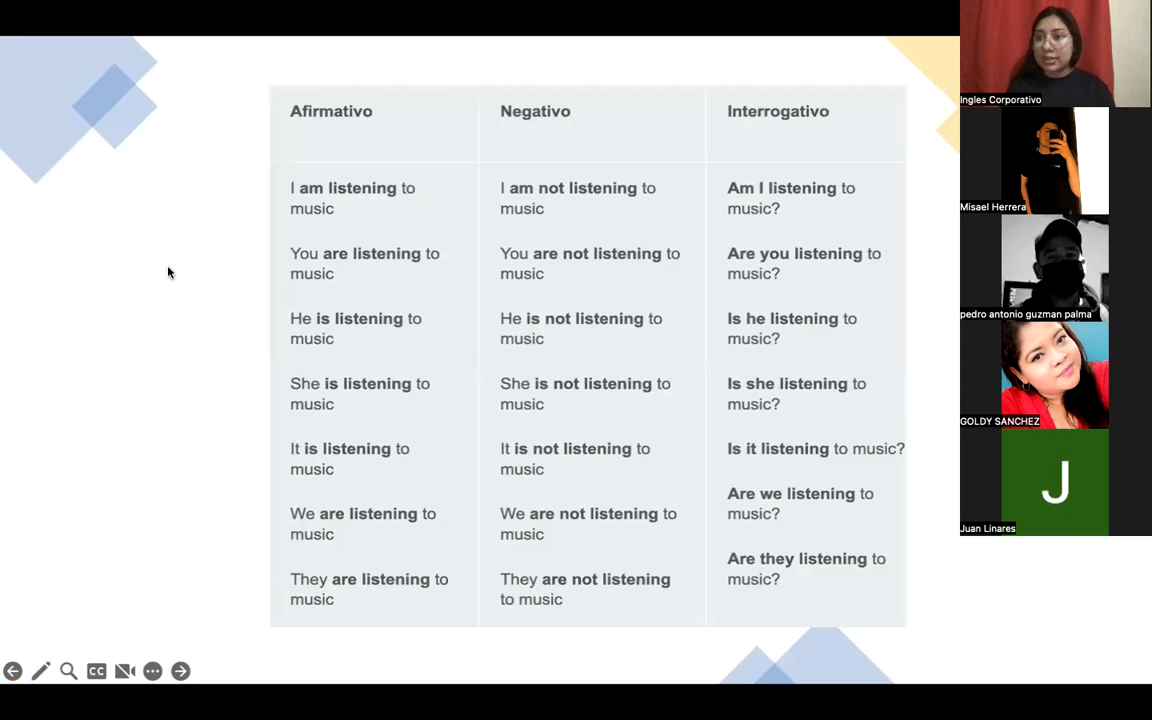 Afirmativo
Negativo
Interrogativo
I am listening to
music
You are listening to
music
He is listening to
music
She is listening to
music
It is listening to
music
We are listening to
music
They are listening to
music
I am not listening to
music
You are not listening to
music
He is not listening to
music
She is not listening to
music
It is not listening to
music
We are not listening to
music
They are not listening
to music
Am I listening to
music?
Are you listening to
music?
Is he listening to
music?
Is she listening to
music?
Is it listening to music?
Are we listening to
music?
Are they listening to
music?
CC
Ingles Corporativo
Misael Herrera
pedro antonio guzman palma
GOLDY SANCHEZ
J
Juan Linares